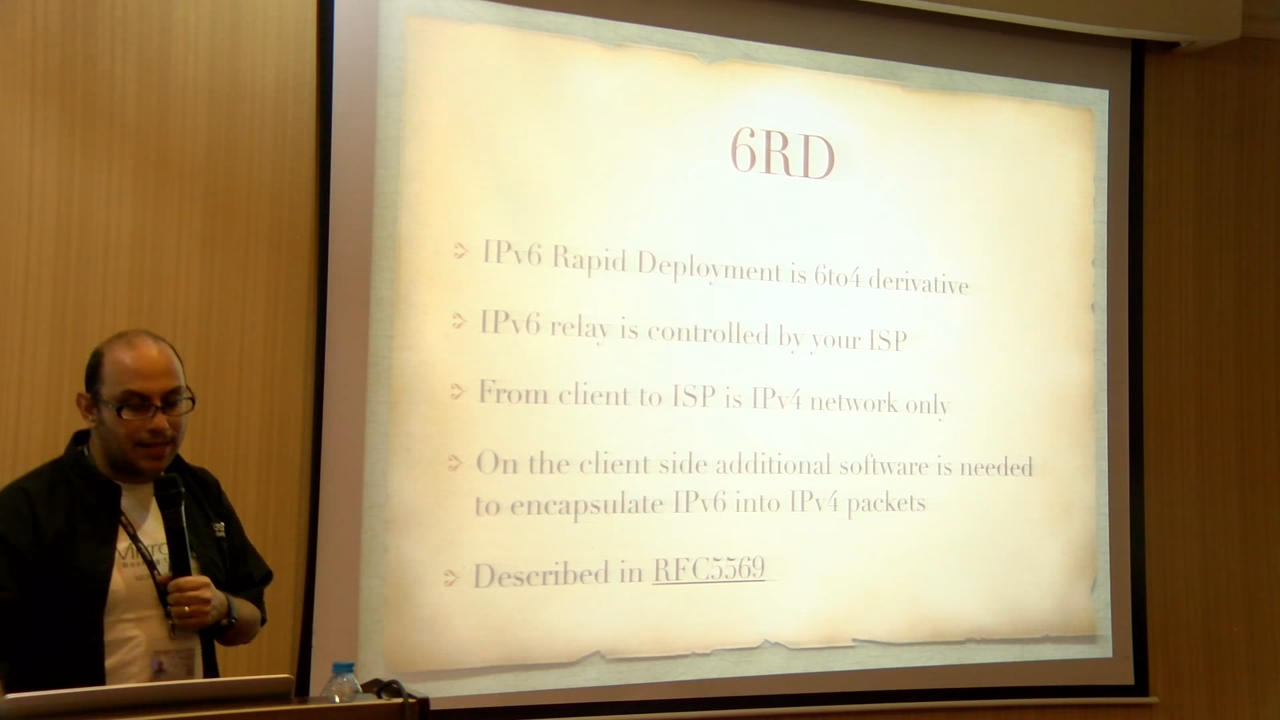 6RD
IPv6 Rapid Deployment is 6to4 derivative
IPv6 relay is controlled by your ISP
From client to ISP is IPv4 network only
On the client side additional software is needed
to encapsulate IPv6 into IPv4 packets
Described in RFC5569